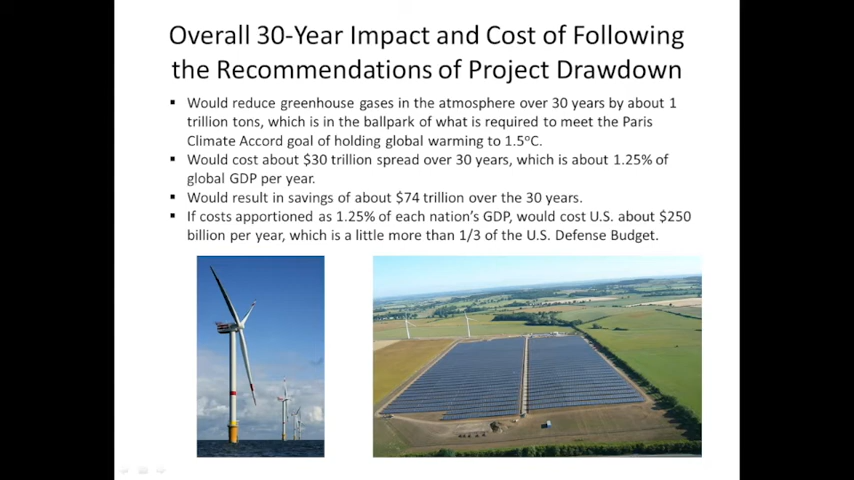 Overall 30-Year Impact and Cost of Following
the Recommendations of Project Drawdown
▪ Would reduce greenhouse gases in the atmosphere over 30 years by about 1
trillion tons, which is in the ballpark of what is required to meet the Paris
Climate Accord goal of holding global warming to 1.5°C.
▪ Would cost about $30 trillion spread over 30 years, which is about 1.25% of
global GDP per year.
▪ Would result in savings of about $74 trillion over the 30 years.
▪ If costs apportioned as 1.25% of each nation's GDP, would cost U.S. about $250
billion per year, which is a little more than 1/3 of the U.S. Defense Budget.